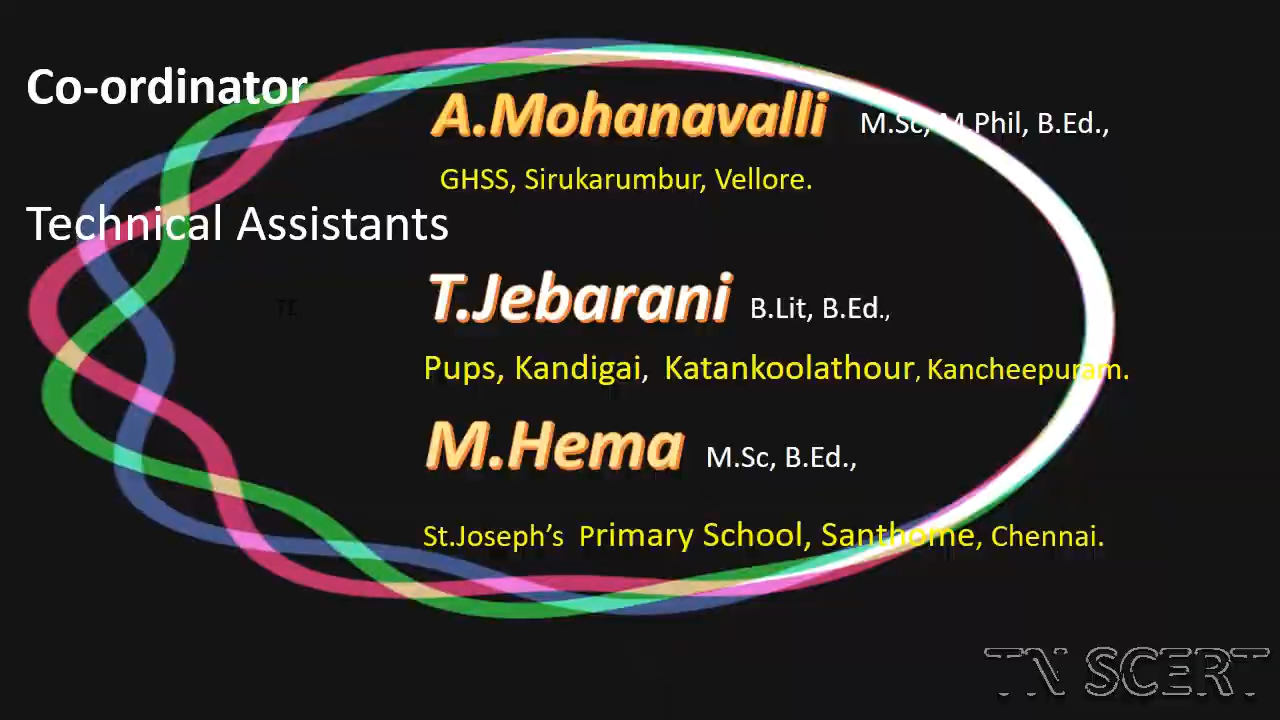 Co-ordinator
A.Mohanavalli M.Sc, M.Phil, B.Ed.,
GHSS, Sirukarumbur, Vellore.
Technical Assistants
T.Jebarani B.Lit, B.Ed.,
TE
Pups, Kandigai, Katankoolathour, Kancheepuram.
M.Hema M.Sc, B.Ed.,
St.Joseph’s Primary School, Santhome, Chennai.
TN SCERT